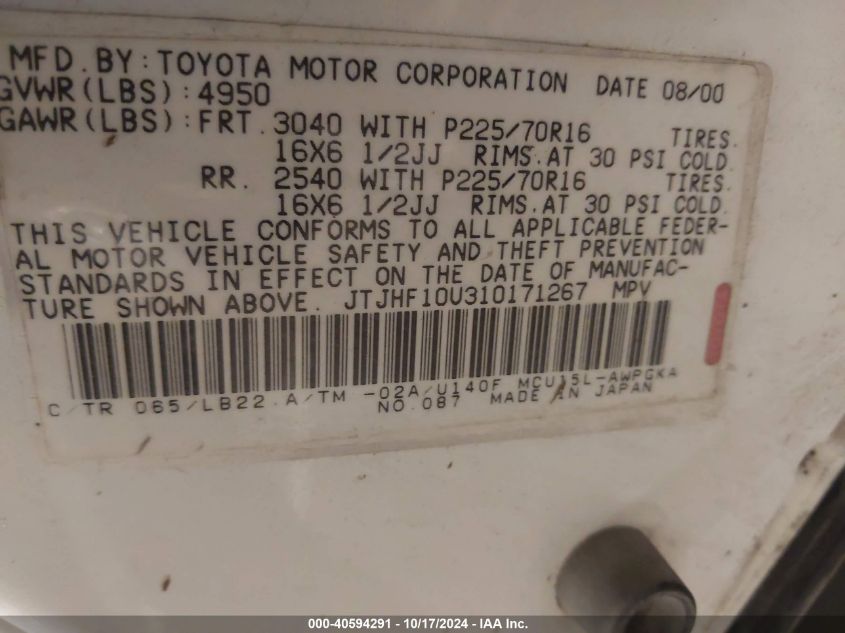 MFD. BY: TOYOTA MOTOR CORPORATION DATE 08/00
GVWR(LBS): 4950
GAWR(LBS): FRT. 3040 WITH P225/70R16 TIRES.
16X6 1/2JJ RIMS. AT 30 PSI COLD.
RR. 2540 WITH P225/70R16 TIRES.
16X6 1/2JJ RIMS. AT 30 PSI COLD.
THIS VEHICLE CONFORMS TO ALL APPLICABLE FEDER-
AL MOTOR VEHICLE SAFETY AND THEFT PREVENTION
STANDARDS IN EFFECT ON THE DATE OF MANUFAC-
TURE SHOWN ABOVE. JTJHF10U310171267 MPV
C/TR 065/LB22 A/TM -02A/U140F MCU15L-AWPGKA
NO.087 MADE IN JAPAN
000-40594291 - 10/17/2024 - IAA Inc.